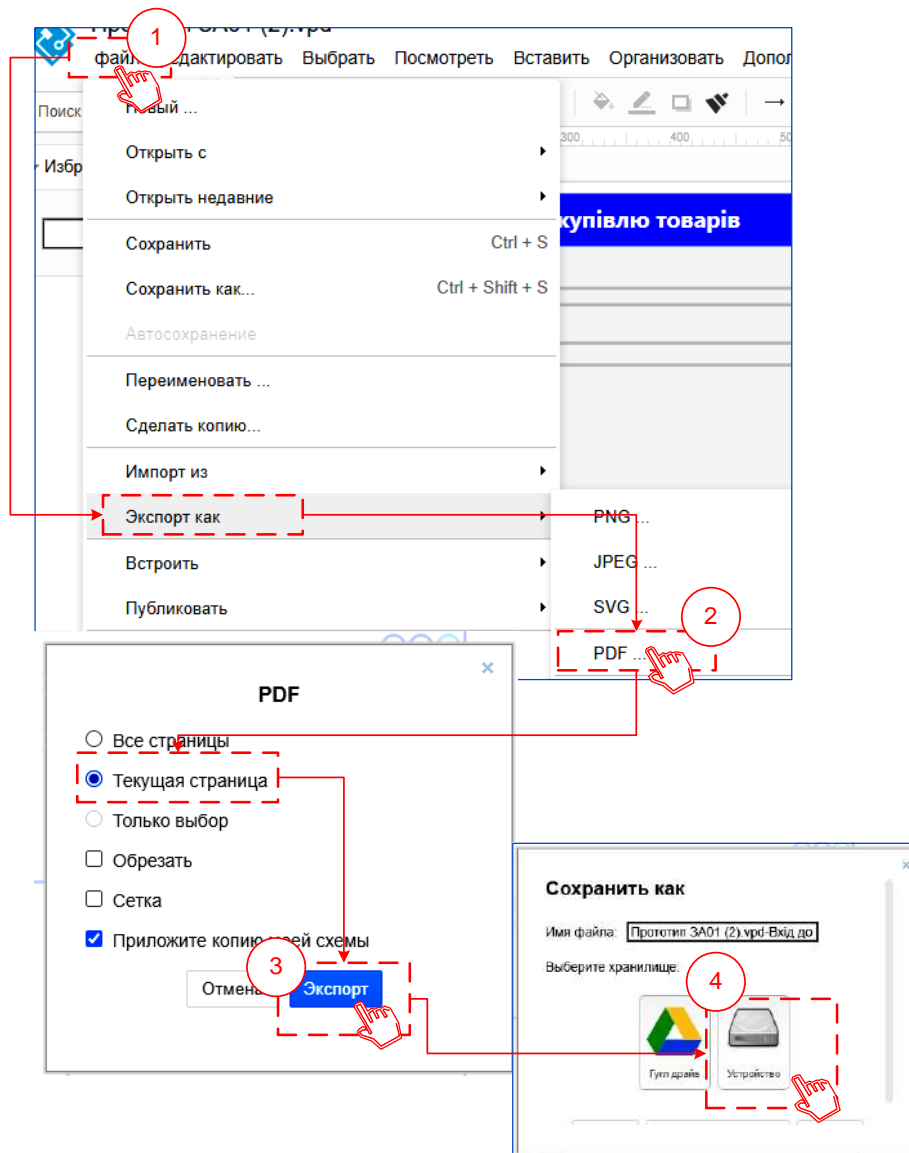 1
файл Редактировать Выбрать Посмотреть Вставить Организовать
Поиск
300 400
Новый ...
Открыть с
Открыть недавние
купівлю товарів
Сохранить Ctrl + S
Сохранить как... Ctrl + Shift + S
Автосохранение
Переименовать ...
Сделать копию...
Импорт из
Экспорт как
PNG ...
Встроить
JPEG ...
Публиковать
SVG ...
2
PDF ...
PDF
Все страницы
Текущая страница
Только выбор
Обрезать
Сетка
Приложите копию моей схемы
3
Отмена Экспорт
Сохранить как
Имя файла: Прототип ЗА01 (2).vpd-Вхід до
Выберите хранилище:
4
Гугл драйв Устройство